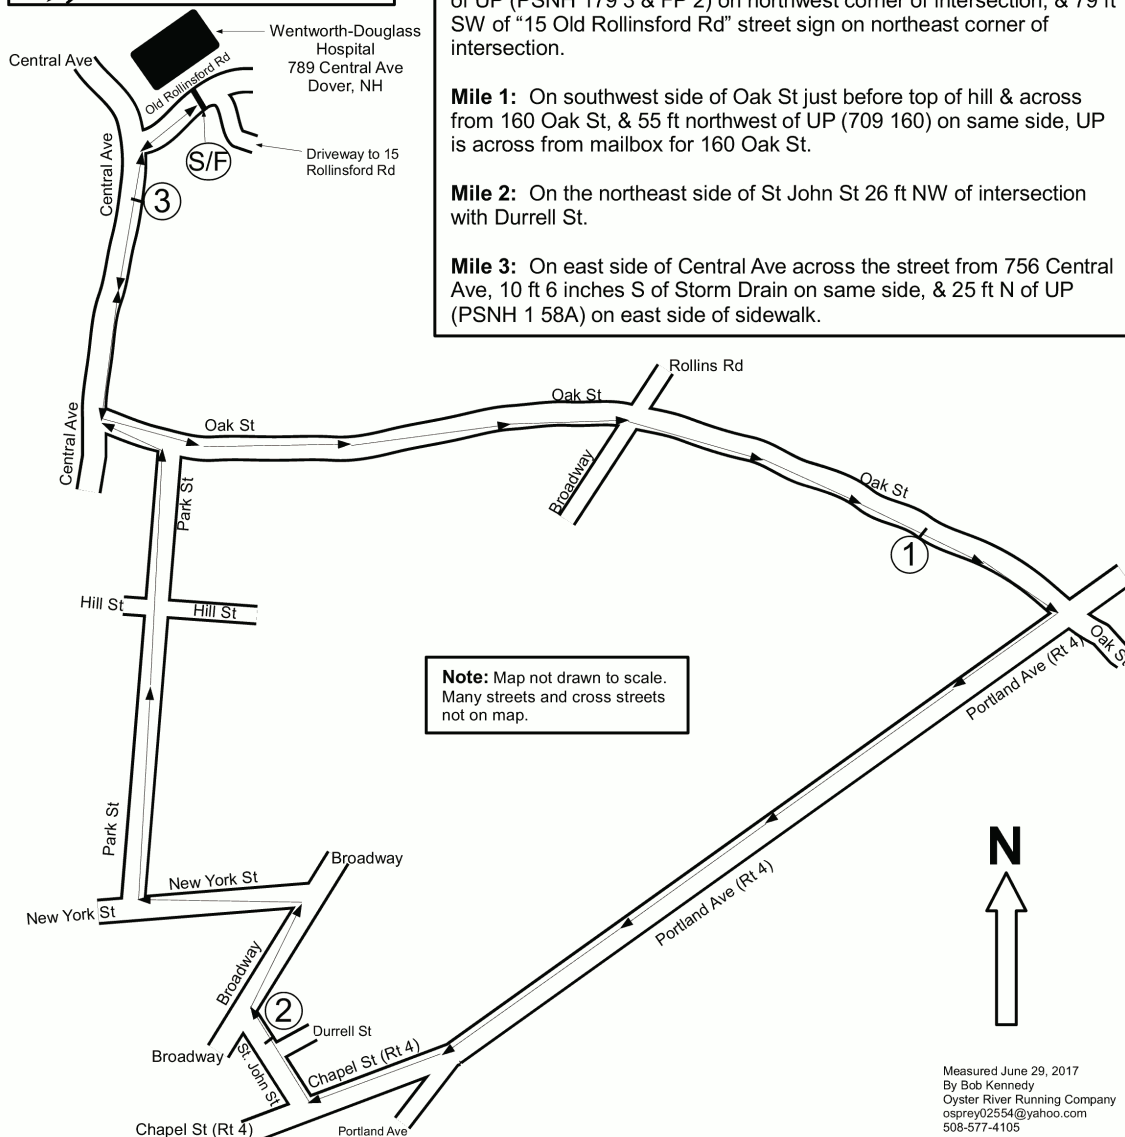 of UP (PSNH 179 3 & FP 2) on northwest corner of intersection, & 79 ft
SW of “15 Old Rollinsford Rd” street sign on northeast corner of
intersection.
Mile 1: On southwest side of Oak St just before top of hill & across
from 160 Oak St, & 55 ft northwest of UP (709 160) on same side, UP
is across from mailbox for 160 Oak St.
Mile 2: On the northeast side of St John St 26 ft NW of intersection
with Durrell St.
Mile 3: On east side of Central Ave across the street from 756 Central
Ave, 10 ft 6 inches S of Storm Drain on same side, & 25 ft N of UP
(PSNH 1 58A) on east side of sidewalk.
Central Ave
Wentworth-Douglass
Hospital
789 Central Ave
Dover, NH
Old Rollinsford Rd
S/F
Driveway to 15
Rollinsford Rd
Central Ave
3
Rollins Rd
Oak St
Oak St
Central Ave
Broadway
Oak St
Park St
1
Hill St
Hill St
Oak St
Portland Ave (Rt 4)
Note: Map not drawn to scale.
Many streets and cross streets
not on map.
Park St
N
Broadway
New York St
New York St
Portland Ave (Rt 4)
Broadway
2
Durrell St
Broadway
St. John St
Chapel St (Rt 4)
Chapel St (Rt 4)
Portland Ave
Measured June 29, 2017
By Bob Kennedy
Oyster River Running Company
osprey02554@yahoo.com
508-577-4105